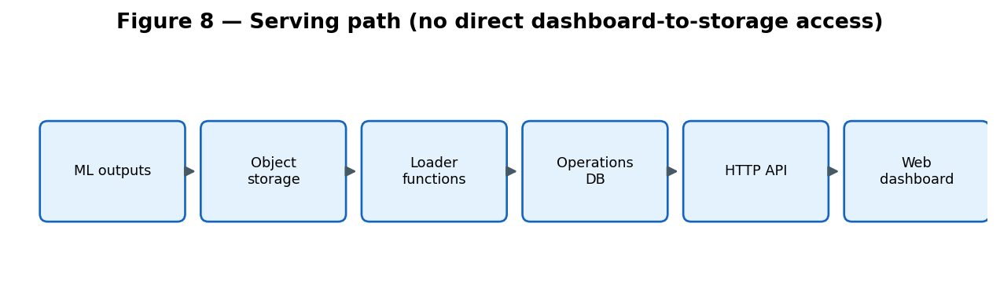 Figure 8 — Serving path (no direct dashboard-to-storage access)
ML outputs
Object
storage
Loader
functions
Operations
DB
HTTP API
Web
dashboard